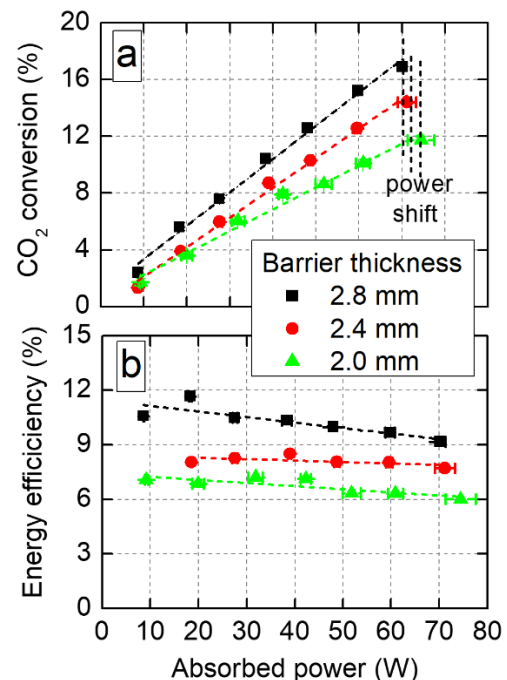 20
16
12
8
4
0
CO2 conversion (%)
a
power
shift
Barrier thickness
2.8 mm
2.4 mm
2.0 mm
15
12
9
6
3
0
Energy efficiciency (%)
b
0 10 20 30 40 50 60 70 80
Absorbed power (W)